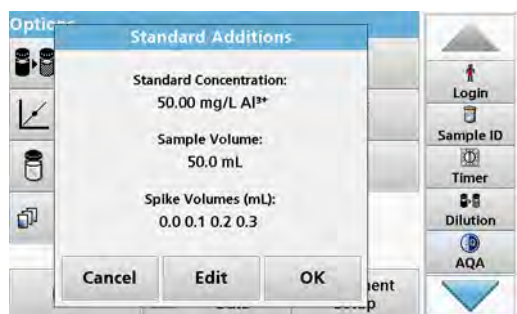 Options
Standard Additions
Standard Concentration:
50.00 mg/L Al³⁺
Sample Volume:
50.0 mL
Spike Volumes (mL):
0.0 0.1 0.2 0.3
Cancel
Edit
OK
Login
Sample ID
Timer
Dilution
AQA